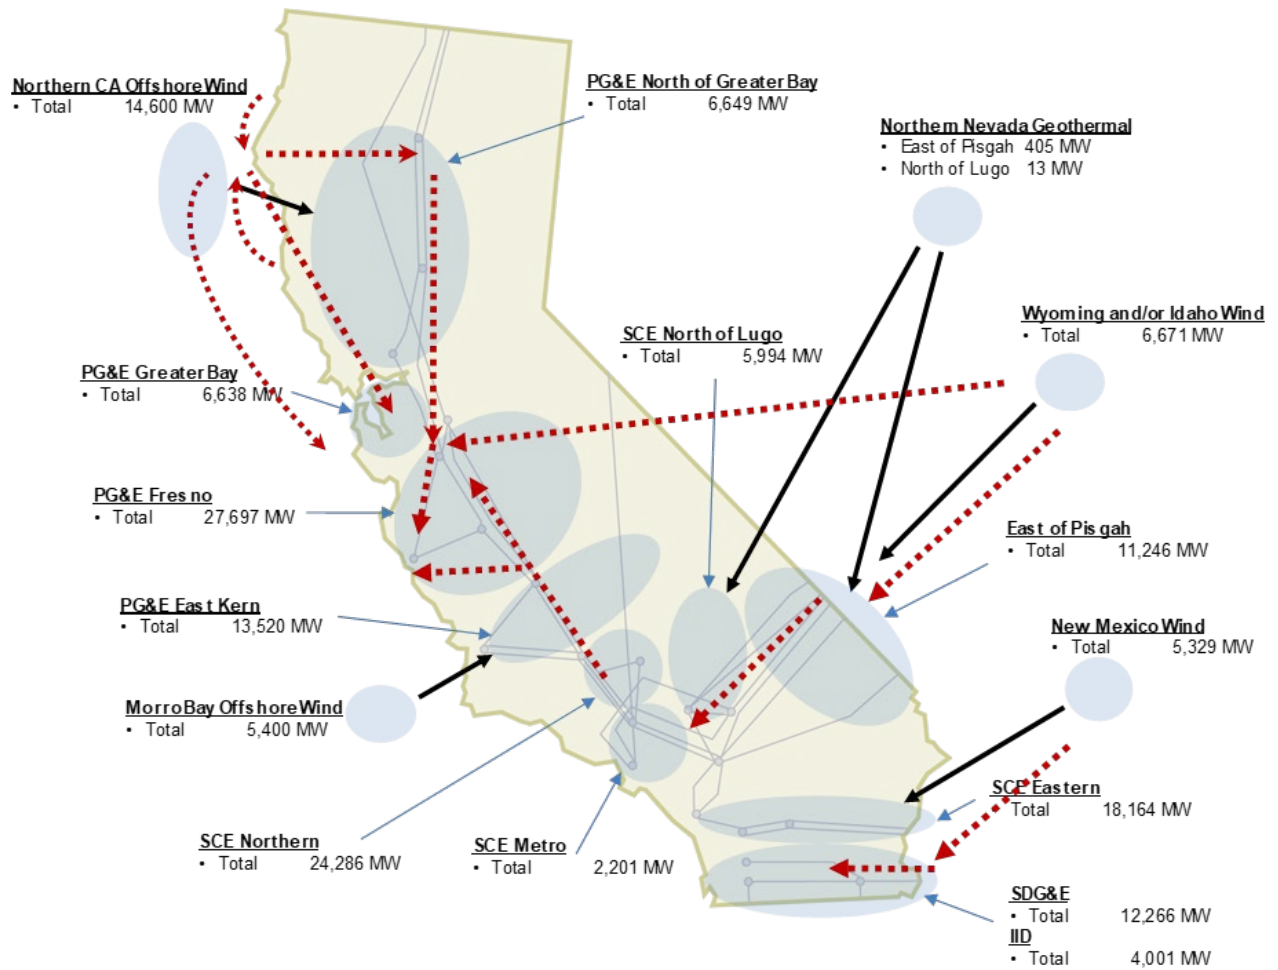 Northern CA Offshore Wind
• Total 14,600 MW
PG&E North of Greater Bay
• Total 6,649 MW
Northern Nevada Geothermal
• East of Pisgah 405 MW
• North of Lugo 13 MW
Wyoming and/or Idaho Wind
• Total 6,671 MW
SCE North of Lugo
• Total 5,994 MW
PG&E Greater Bay
• Total 6,638 MW
PG&E Fresno
• Total 27,697 MW
East of Pisgah
• Total 11,246 MW
PG&E East Kern
• Total 13,520 MW
New Mexico Wind
• Total 5,329 MW
Morro Bay Offshore Wind
• Total 5,400 MW
SCE Eastern
Total 18,164 MW
SCE Northern
• Total 24,286 MW
SCE Metro
• Total 2,201 MW
SDG&E
• Total 12,266 MW
IID
• Total 4,001 MW